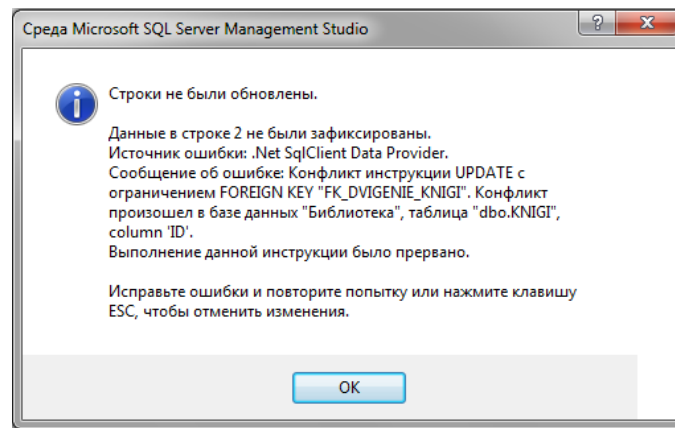 Среда Microsoft SQL Server Management Studio
Строки не были обновлены.
Данные в строке 2 не были зафиксированы.
Источник ошибки: .Net SqlClient Data Provider.
Сообщение об ошибке: Конфликт инструкции UPDATE с
ограничением FOREIGN KEY "FK_DVIGENIE_KNIGI". Конфликт
произошел в базе данных "Библиотека", таблица "dbo.KNIGI",
column 'ID'.
Выполнение данной инструкции было прервано.
Исправьте ошибки и повторите попытку или нажмите клавишу
ESC, чтобы отменить изменения.
OK